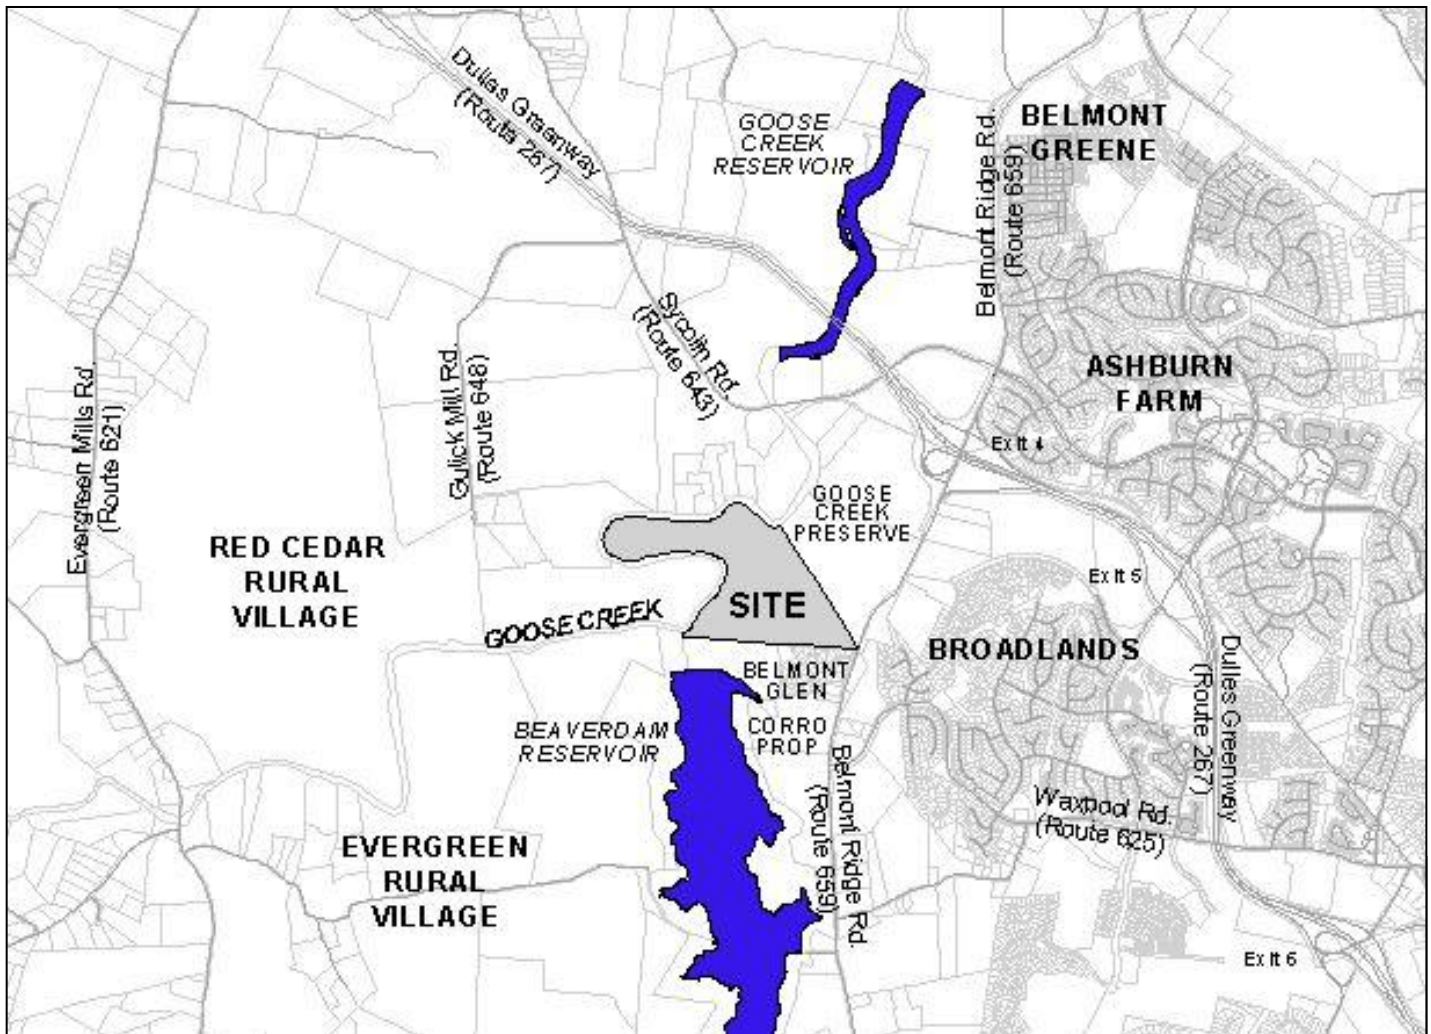 Dulles Greenway
(Route 267)
GOOSE
CREEK
RESERVOIR
Belmont Ridge Rd.
(Route 659)
BELMONT
GREENE
Evergreen Mills Rd.
(Route 621)
Gulick Mill Rd.
(Route 648)
Sycolin Rd.
(Route 643)
ASHBURN
FARM
Exit 4
GOOSE
CREEK
PRESERVE
RED CEDAR
RURAL
VILLAGE
Exit 5
SITE
GOOSE CREEK
BROADLANDS
BELMONT
GLEN
Dulles Greenway
(Route 267)
BEAVERDAM
RESERVOIR
CORRO
PROP
Belmont Ridge Rd.
(Route 659)
Waxpool Rd.
(Route 625)
EVERGREEN
RURAL
VILLAGE
Exit 6